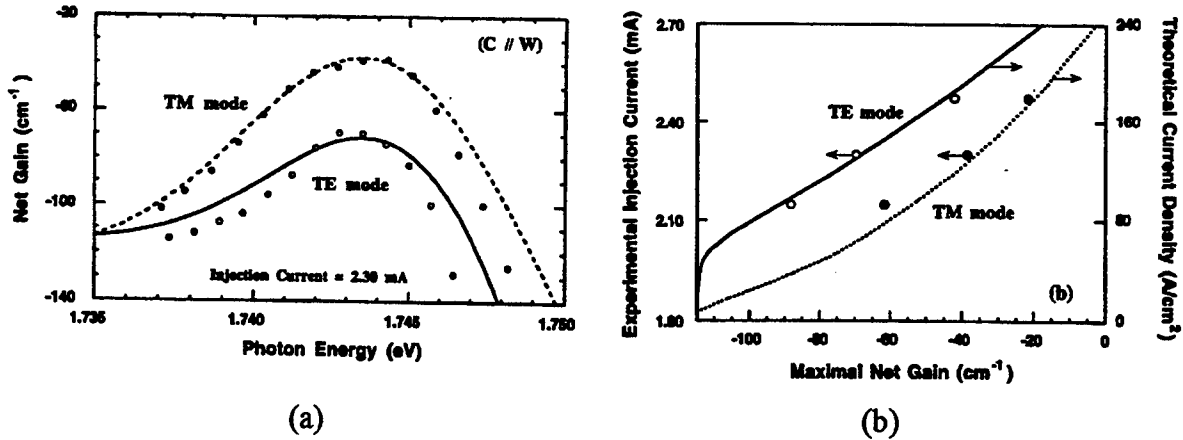 -20
-60
-100
-140
Net Gain (cm⁻¹)
(C // W)
TM mode
TE mode
Injection Current = 2.30 mA
1.735
1.740
1.745
1.750
Photon Energy (eV)
(a)
(b)
2.70
2.40
2.10
1.80
Experimental Injection Current (mA)
TE mode
TM mode
(b)
240
160
80
0
Theoretical Current Density (A/cm²)
-100
-80
-60
-40
-20
0
Maximal Net Gain (cm⁻¹)
(b)